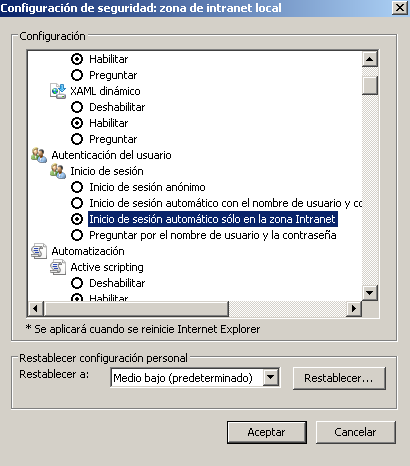 Configuración de seguridad: zona de intranet local
Configuración
Habilitar
Preguntar
XAML dinámico
Deshabilitar
Habilitar
Preguntar
Autenticación del usuario
Inicio de sesión
Inicio de sesión anónimo
Inicio de sesión automático con el nombre de usuario y co
Inicio de sesión automático sólo en la zona Intranet
Preguntar por el nombre de usuario y la contraseña
Automatización
Active scripting
Deshabilitar
Habilitar
* Se aplicará cuando se reinicie Internet Explorer
Restablecer configuración personal
Restablecer a:
Medio bajo (predeterminado)
Restablecer...
Aceptar
Cancelar